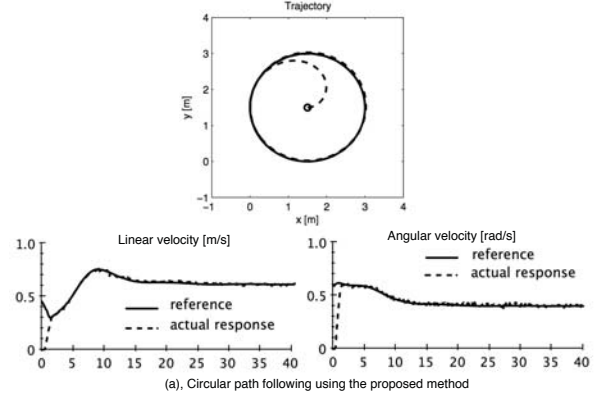 Trajectory
4
3
2
1
0
−1
y [m]
−1 0 1 2 3 4
x [m]
Linear velocity [m/s]
1.0
0.5
0
reference
actual response
0 5 10 15 20 25 30 35 40
Angular velocity [rad/s]
1.0
0.5
0
reference
actual response
0 5 10 15 20 25 30 35 40
(a), Circular path following using the proposed method